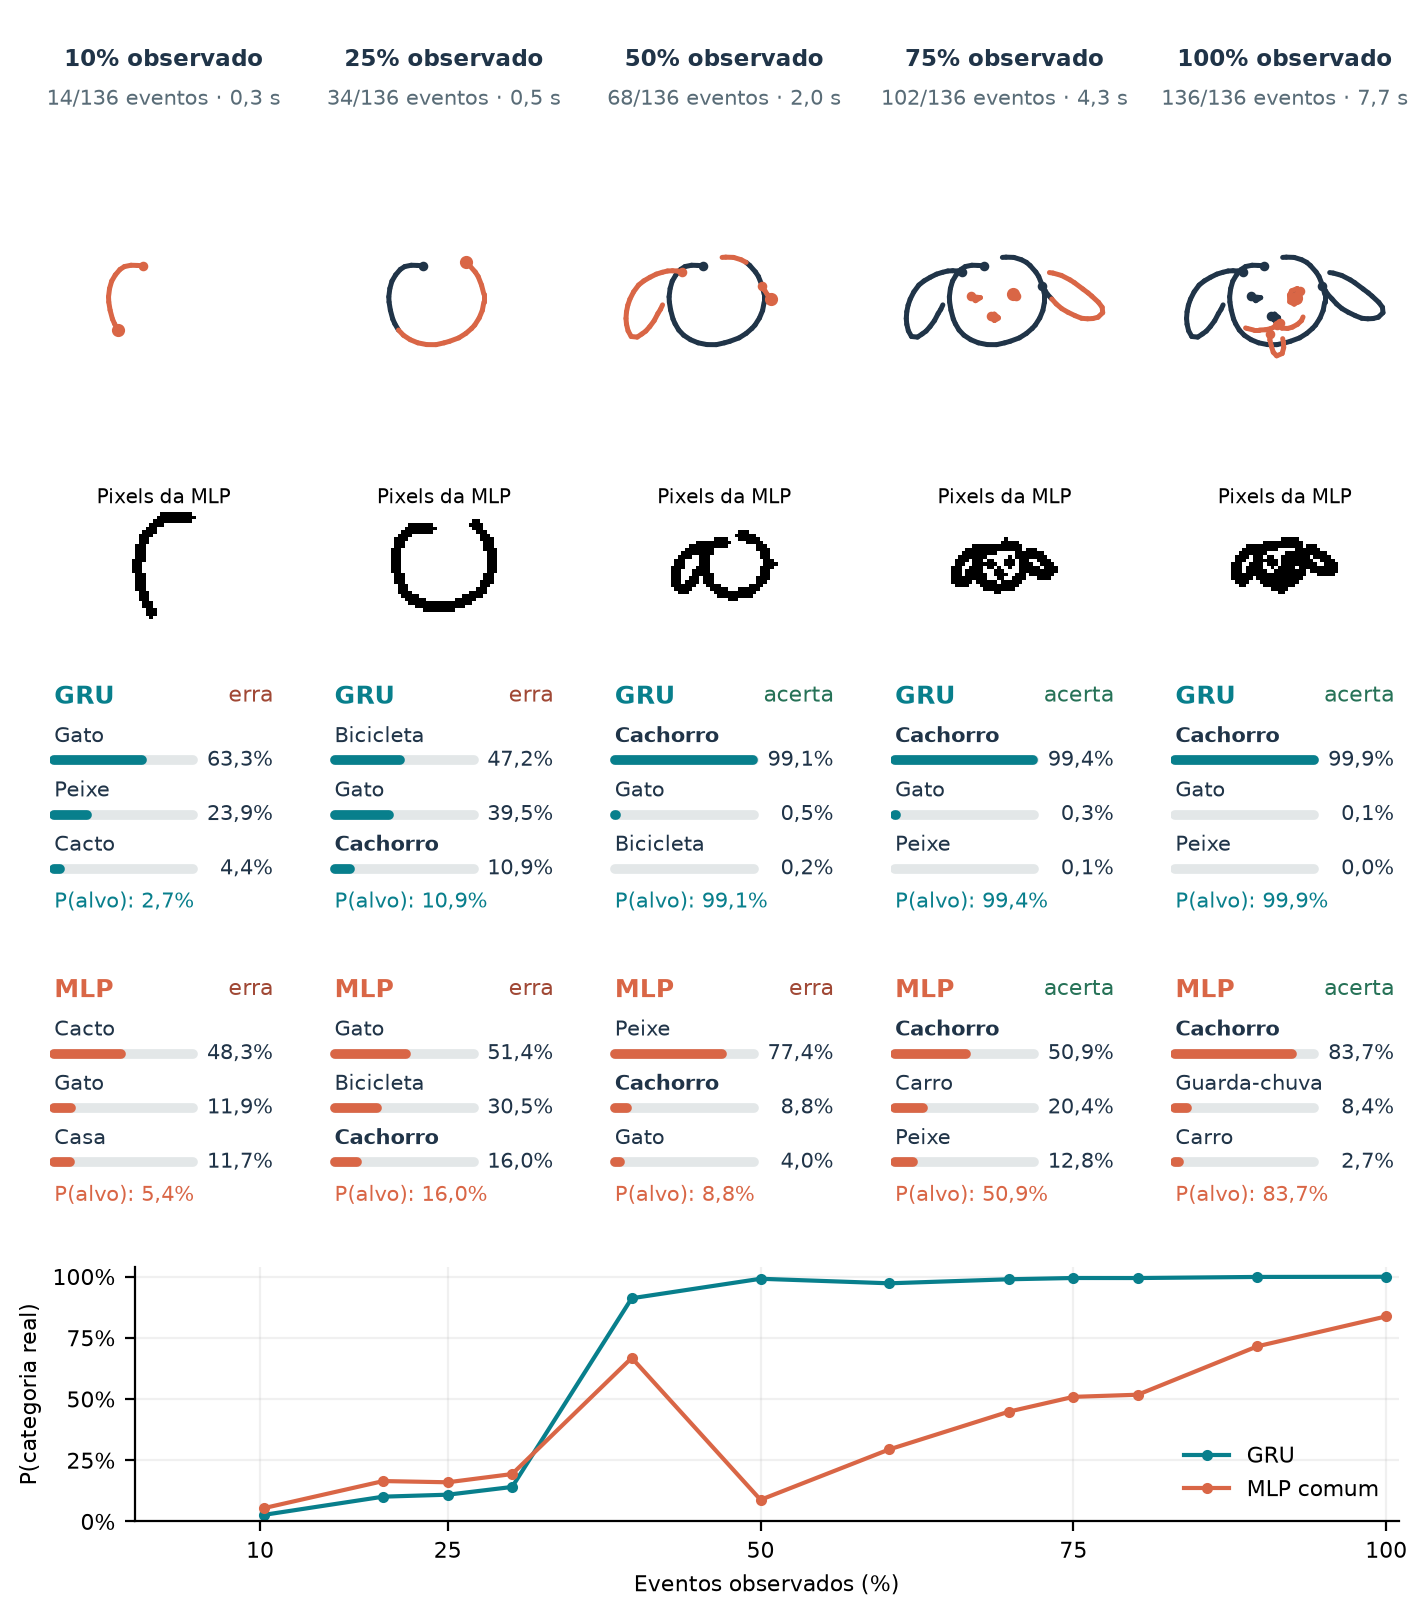 10% observado 25% observado 50% observado 75% observado 100% observado
14/136 eventos · 0,3 s 34/136 eventos · 0,5 s 68/136 eventos · 2,0 s 102/136 eventos · 4,3 s 136/136 eventos · 7,7 s
Pixels da MLP Pixels da MLP Pixels da MLP Pixels da MLP Pixels da MLP
GRU erra GRU erra GRU acerta GRU acerta GRU acerta
Gato Bicicleta Cachorro Cachorro Cachorro
63,3% 47,2% 99,1% 99,4% 99,9%
Peixe Gato Gato Gato Gato
23,9% 39,5% 0,5% 0,3% 0,1%
Cacto Cachorro Bicicleta Peixe Peixe
4,4% 10,9% 0,2% 0,1% 0,0%
P(alvo): 2,7% P(alvo): 10,9% P(alvo): 99,1% P(alvo): 99,4% P(alvo): 99,9%
MLP erra MLP erra MLP erra MLP acerta MLP acerta
Cacto Gato Peixe Cachorro Cachorro
48,3% 51,4% 77,4% 50,9% 83,7%
Gato Bicicleta Cachorro Carro Guarda-chuva
11,9% 30,5% 8,8% 20,4% 8,4%
Casa Cachorro Gato Peixe Carro
11,7% 16,0% 4,0% 12,8% 2,7%
P(alvo): 5,4% P(alvo): 16,0% P(alvo): 8,8% P(alvo): 50,9% P(alvo): 83,7%
P(categoria real)
100%
75%
50%
25%
0%
GRU
MLP comum
10 25 50 75 100
Eventos observados (%)